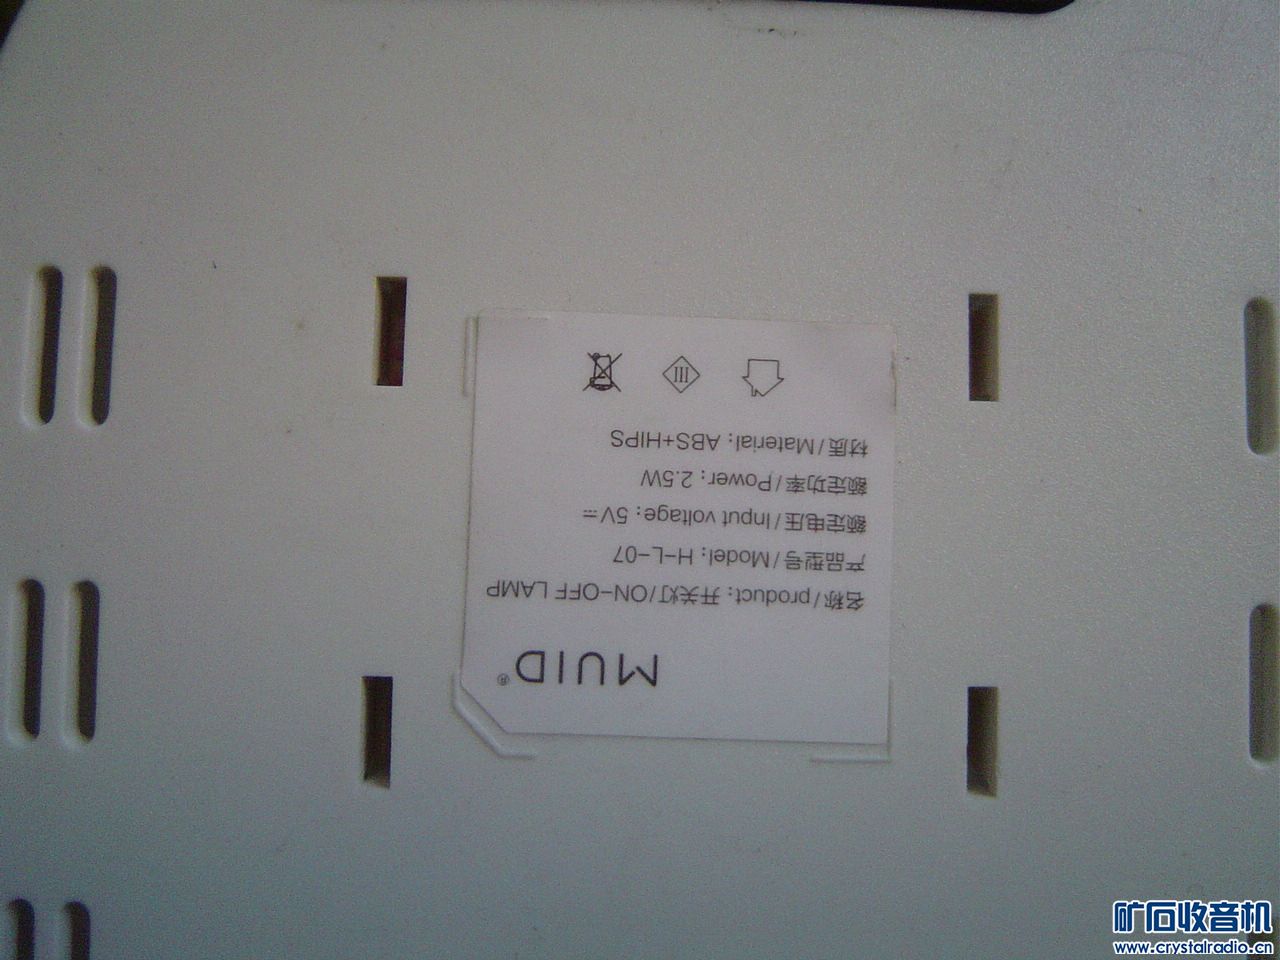 MUID®
名称/product：开关灯/ON-OFF LAMP
产品型号/Model：H-L-07
额定电压/Input voltage：5V⎓
额定功率/Power：2.5W
材质/Material：ABS+HIPS
III
矿石收音机
www.crystalradio.cn